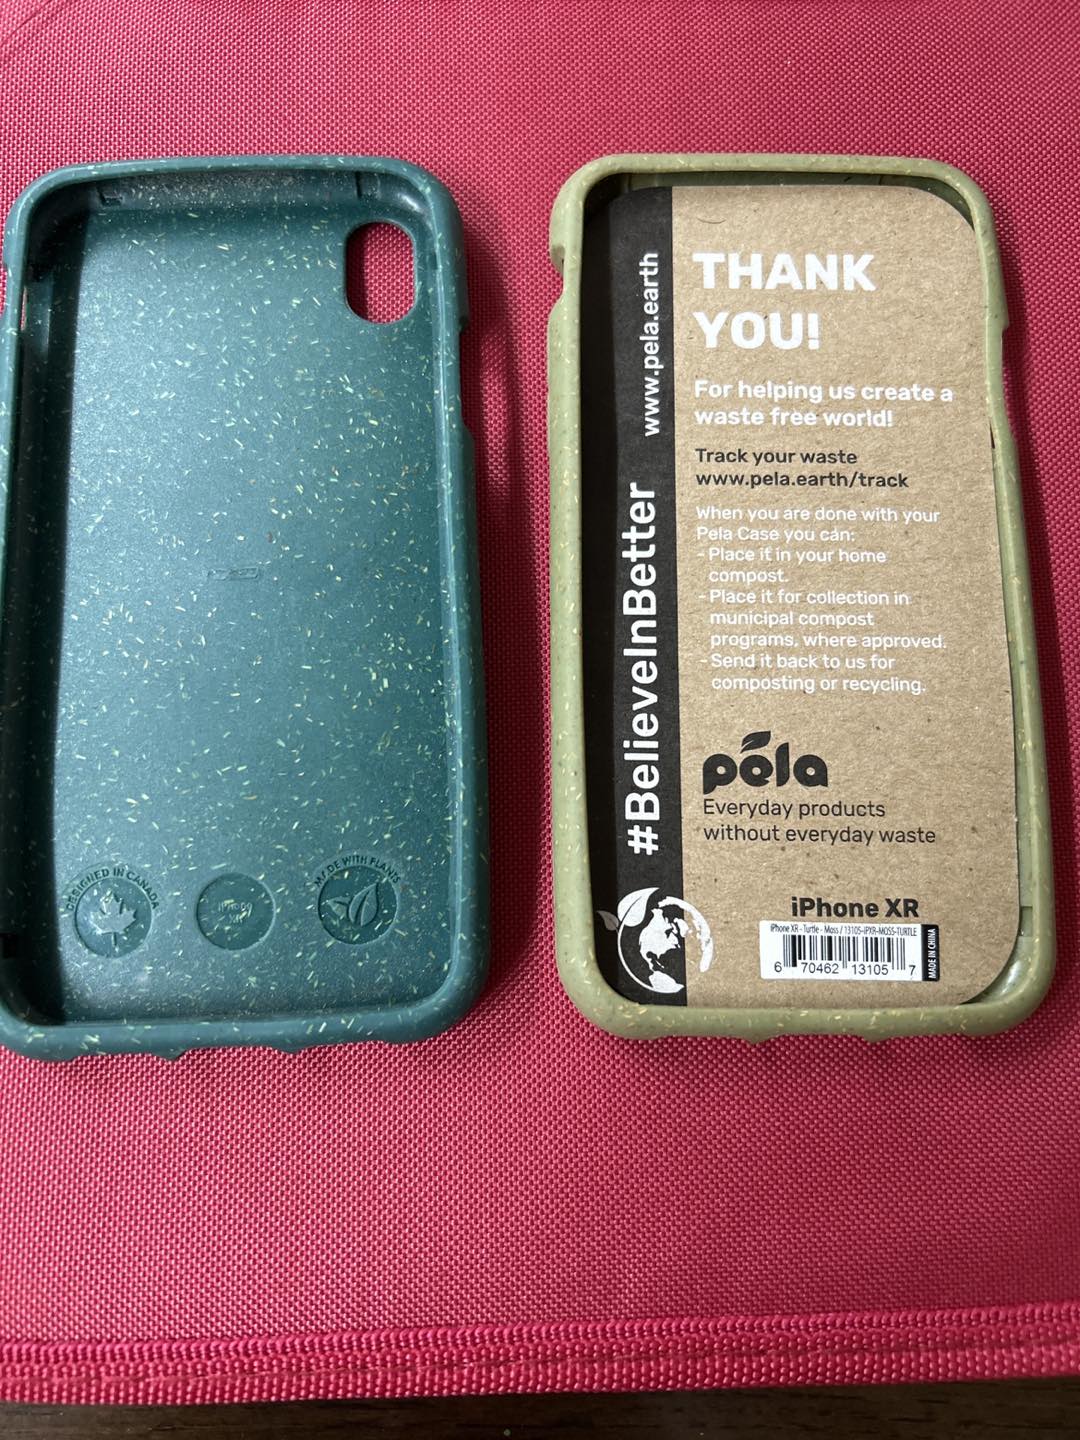 DESIGNED IN CANADA
iPhone
XR
MADE WITH PLANTS
www.pela.earth
#BelieveInBetter
THANK
YOU!
For helping us create a
waste free world!
Track your waste
www.pela.earth/track
When you are done with your
Pela Case you can:
- Place it in your home
compost.
- Place it for collection in
municipal compost
programs, where approved.
- Send it back to us for
composting or recycling.
pela
Everyday products
without everyday waste
iPhone XR
iPhone XR - Turtle - Moss / 13105-iPXR-MOSS-TURTLE
6 70462 13105 7
MADE IN CHINA